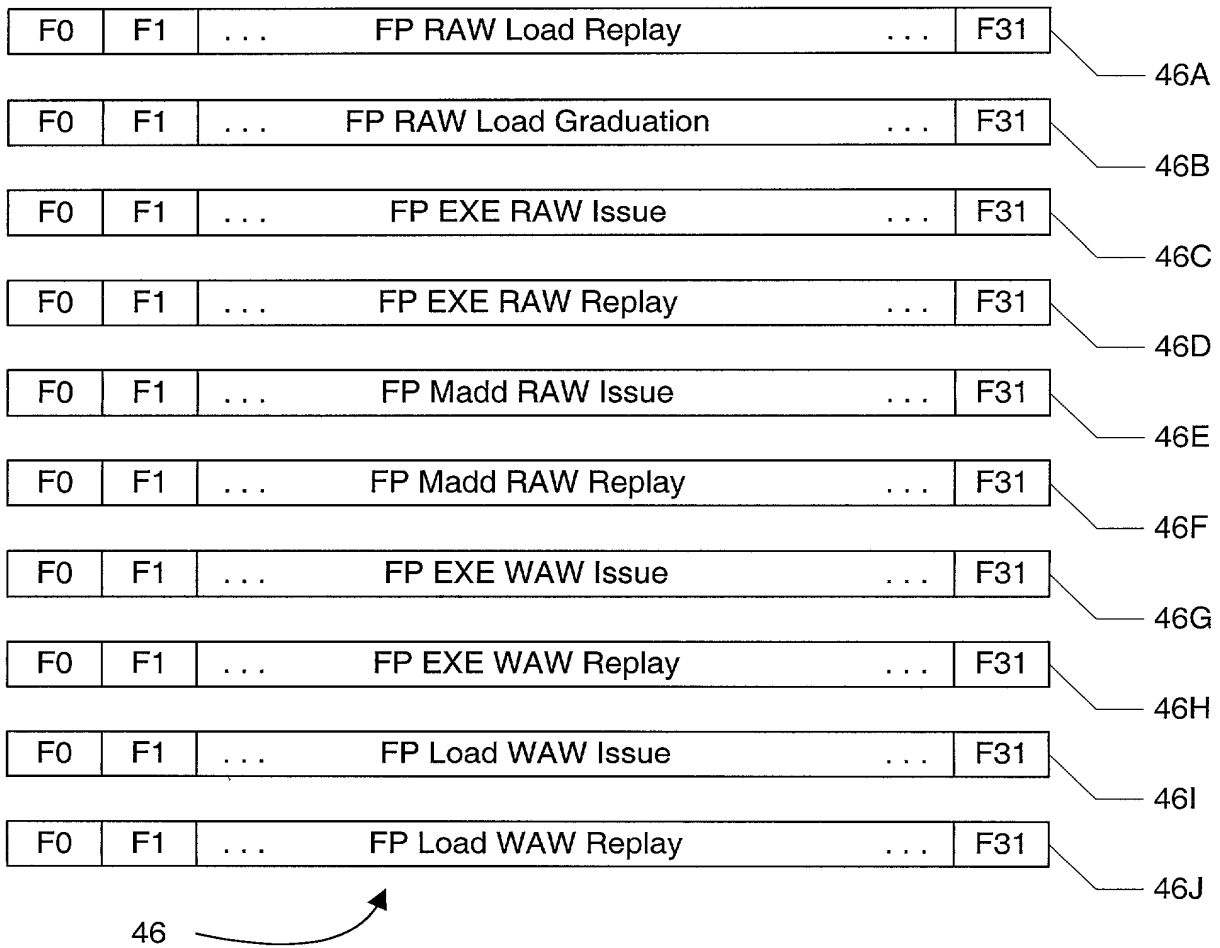 F0 F1 . . . FP RAW Load Replay . . . F31
46A
F0 F1 . . . FP RAW Load Graduation . . . F31
46B
F0 F1 . . . FP EXE RAW Issue . . . F31
46C
F0 F1 . . . FP EXE RAW Replay . . . F31
46D
F0 F1 . . . FP Madd RAW Issue . . . F31
46E
F0 F1 . . . FP Madd RAW Replay . . . F31
46F
F0 F1 . . . FP EXE WAW Issue . . . F31
46G
F0 F1 . . . FP EXE WAW Replay . . . F31
46H
F0 F1 . . . FP Load WAW Issue . . . F31
46I
F0 F1 . . . FP Load WAW Replay . . . F31
46J
46